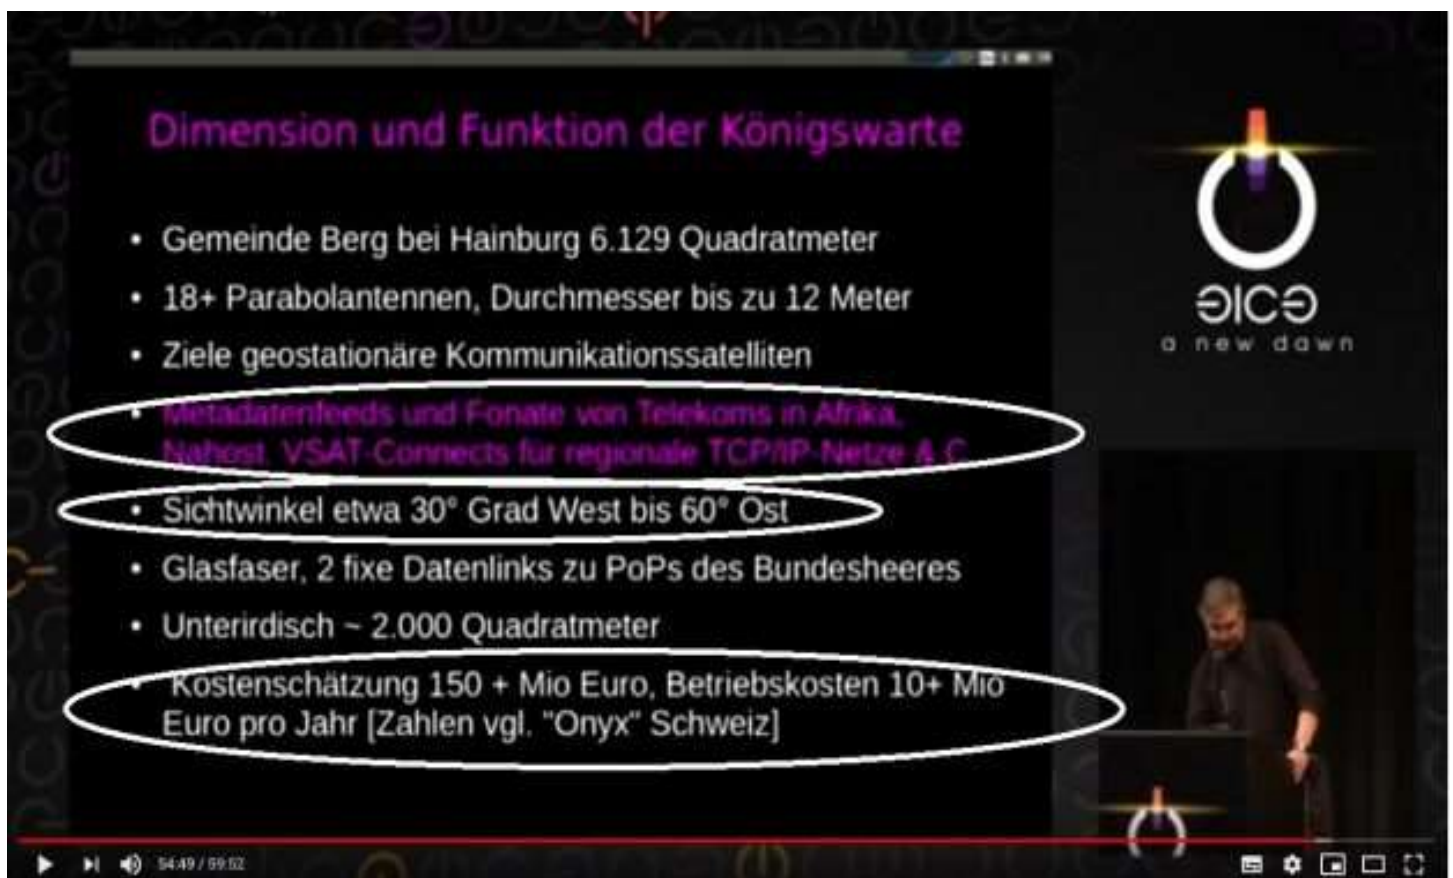 Dimension und Funktion der Königswarte
• Gemeinde Berg bei Hainburg 6.129 Quadratmeter
• 18+ Parabolantennen, Durchmesser bis zu 12 Meter
• Ziele geostationäre Kommunikationssatelliten
• Metadatenfeeds und Fonate von Telekoms in Afrika,
Nahost, VSAT-Connects für regionale TCP/IP-Netze & C
• Sichtwinkel etwa 30° Grad West bis 60° Ost
• Glasfaser, 2 fixe Datenlinks zu PoPs des Bundesheeres
• Unterirdisch ~ 2.000 Quadratmeter
• Kostenschätzung 150 + Mio Euro, Betriebskosten 10+ Mio
Euro pro Jahr [Zahlen vgl. "Onyx" Schweiz]
a new dawn
54:49 / 59:52